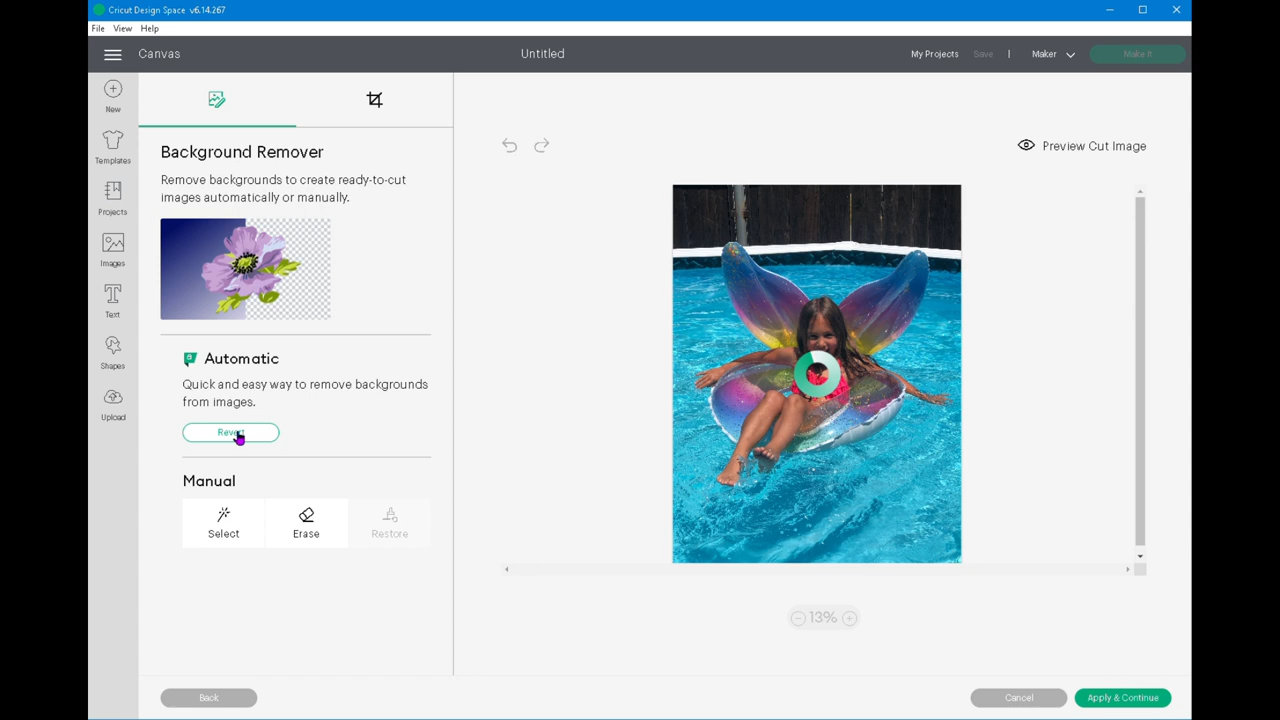 Cricut Design Space v6.14.267
File View Help
Canvas
Untitled
My Projects Save | Maker Make It
New
Templates
Projects
Images
Text
Shapes
Upload
Background Remover
Remove backgrounds to create ready-to-cut
images automatically or manually.
Automatic
Quick and easy way to remove backgrounds
from images.
Revert
Manual
Select Erase Restore
Preview Cut Image
13%
Back
Cancel Apply & Continue